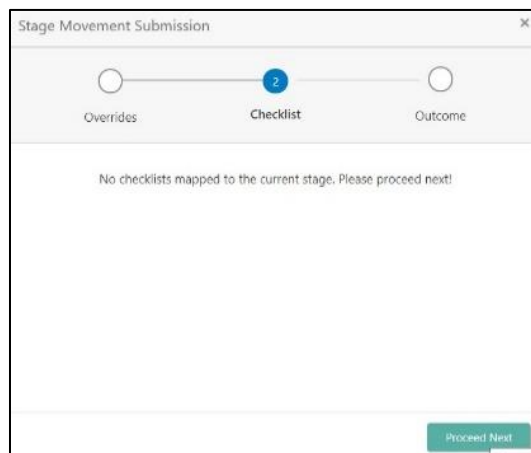 Stage Movement Submission
×
2
Overrides
Checklist
Outcome
No checklists mapped to the current stage. Please proceed next!
Proceed Next